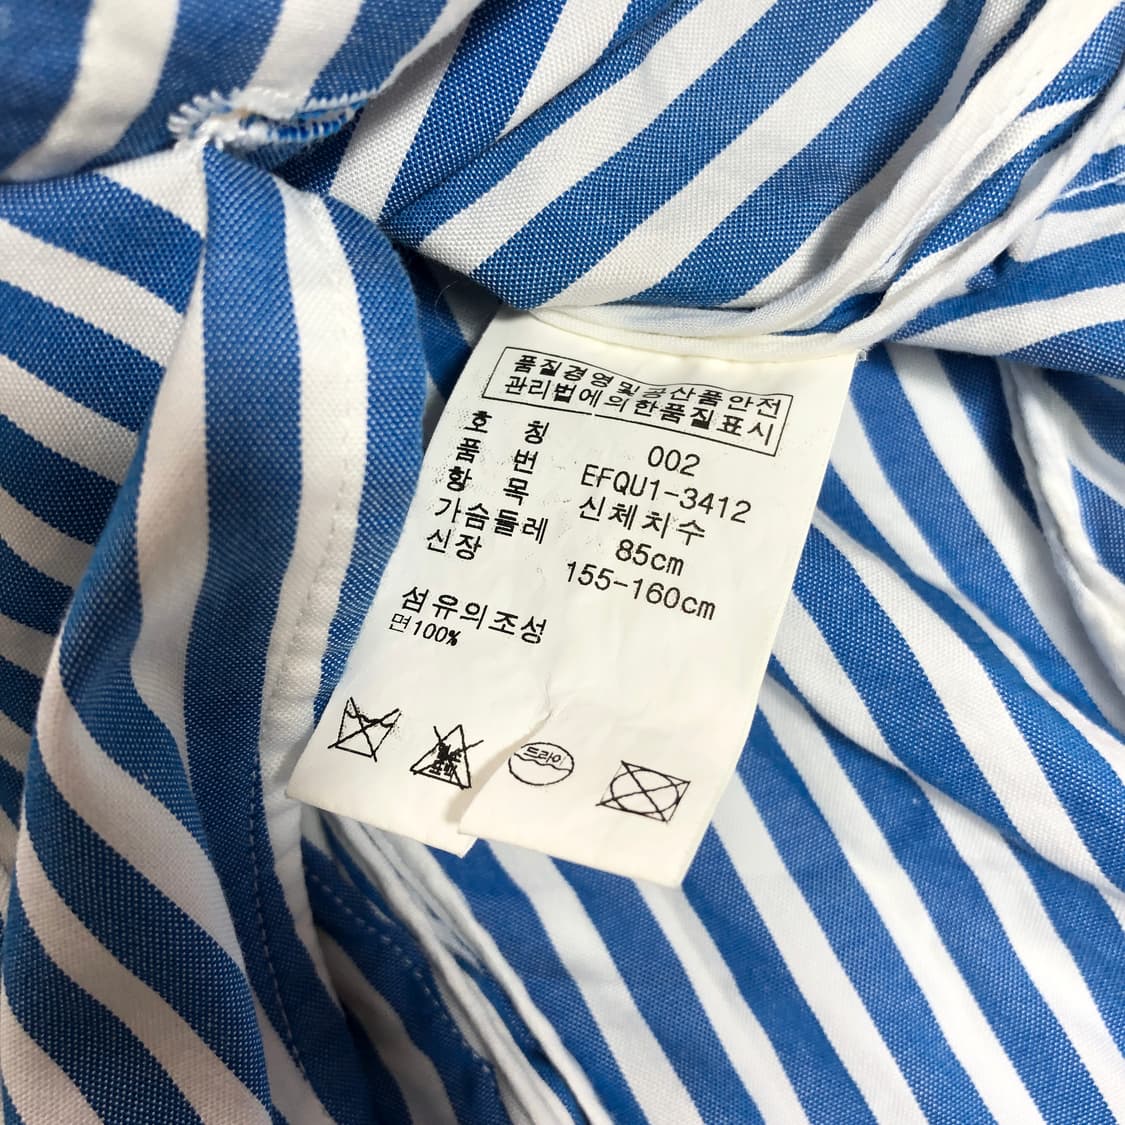 품질경영및공산품안전
관리법에의한품질표시
호 칭 002
품 번 EFQU1-3412
항 목 신체치수
가슴둘레 85cm
신장 155-160cm
섬유의조성
면100%
드라이